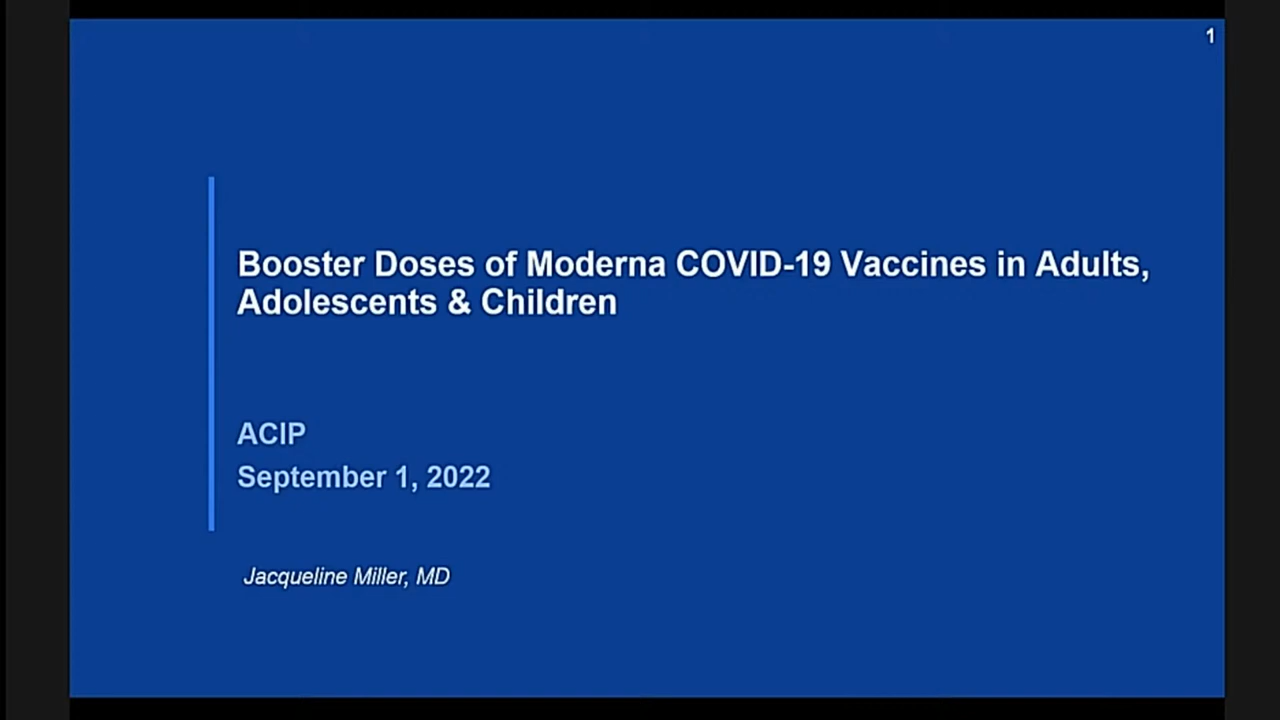 1
Booster Doses of Moderna COVID-19 Vaccines in Adults,
Adolescents & Children
ACIP
September 1, 2022
Jacqueline Miller, MD